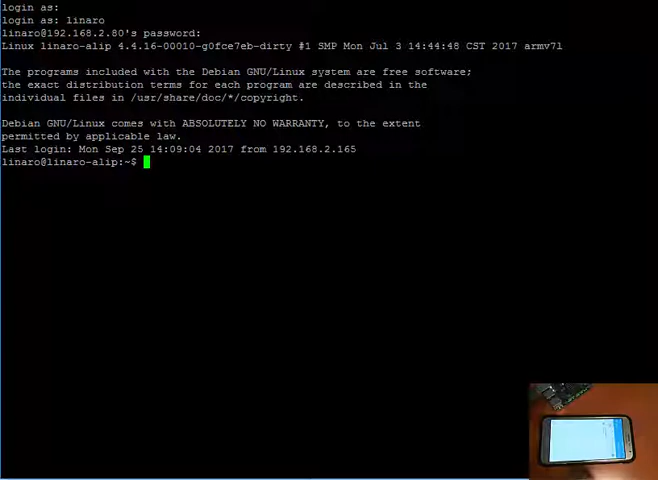 login as:
login as: linaro
linaro@192.168.2.80's password:
Linux linaro-alip 4.4.16-00010-g0fce7eb-dirty #1 SMP Mon Jul 3 14:44:48 CST 2017 armv7l
The programs included with the Debian GNU/Linux system are free software;
the exact distribution terms for each program are described in the
individual files in /usr/share/doc/*/copyright.
Debian GNU/Linux comes with ABSOLUTELY NO WARRANTY, to the extent
permitted by applicable law.
Last login: Mon Sep 25 14:09:04 2017 from 192.168.2.165
linaro@linaro-alip:~$